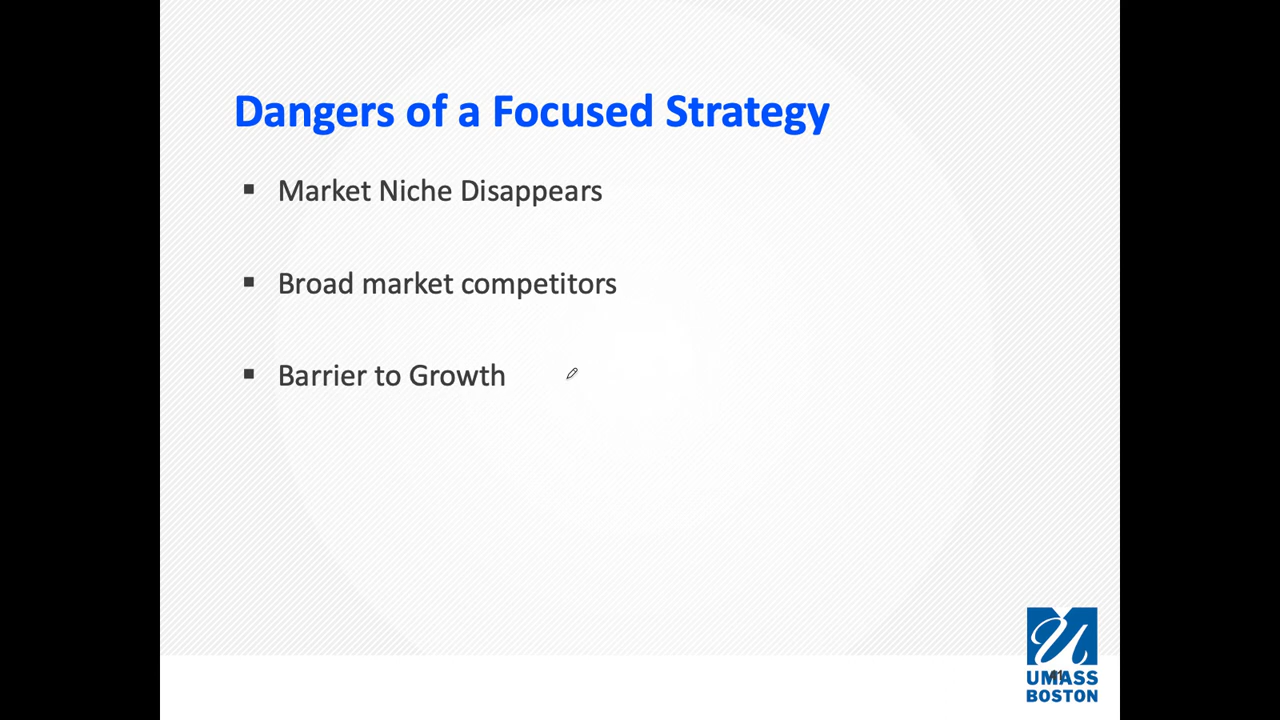 Dangers of a Focused Strategy
▪ Market Niche Disappears
▪ Broad market competitors
▪ Barrier to Growth
UMASS
BOSTON